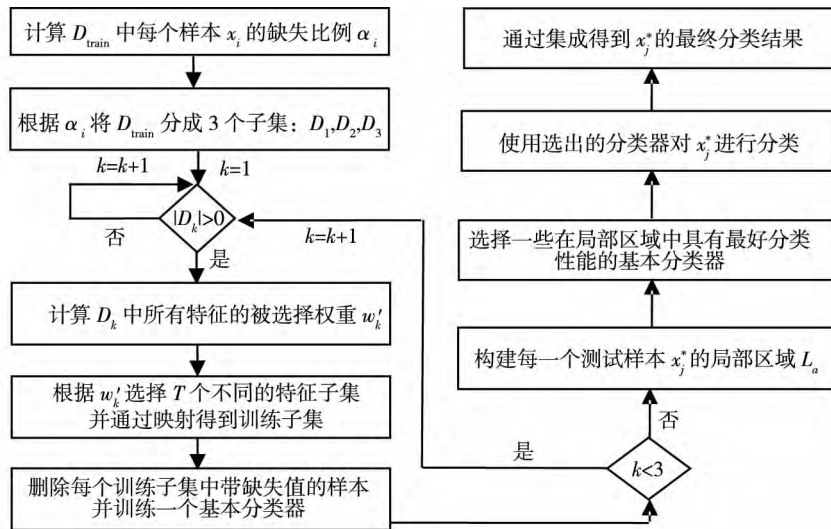 计算 D_train 中每个样本 x_i 的缺失比例 α_i
根据 α_i 将 D_train 分成 3 个子集：D_1,D_2,D_3
k=k+1
k=1
|D_k|>0
否
是
计算 D_k 中所有特征的被选择权重 w'_k
根据 w'_k 选择 T 个不同的特征子集
并通过映射得到训练子集
删除每个训练子集中带缺失值的样本
并训练一个基本分类器
k=k+1
是
k<3
否
构建每一个测试样本 x_j^* 的局部区域 L_a
选择一些在局部区域中具有最好分类
性能的基本分类器
使用选出的分类器对 x_j^* 进行分类
通过集成得到 x_j^* 的最终分类结果